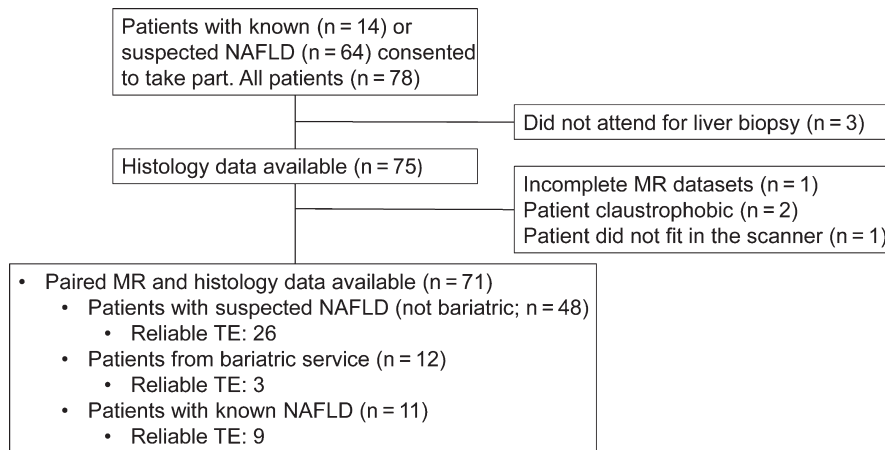 Patients with known (n = 14) or
suspected NAFLD (n = 64) consented
to take part. All patients (n = 78)
Did not attend for liver biopsy (n = 3)
Histology data available (n = 75)
Incomplete MR datasets (n = 1)
Patient claustrophobic (n = 2)
Patient did not fit in the scanner (n = 1)
• Paired MR and histology data available (n = 71)
• Patients with suspected NAFLD (not bariatric; n = 48)
• Reliable TE: 26
• Patients from bariatric service (n = 12)
• Reliable TE: 3
• Patients with known NAFLD (n = 11)
• Reliable TE: 9